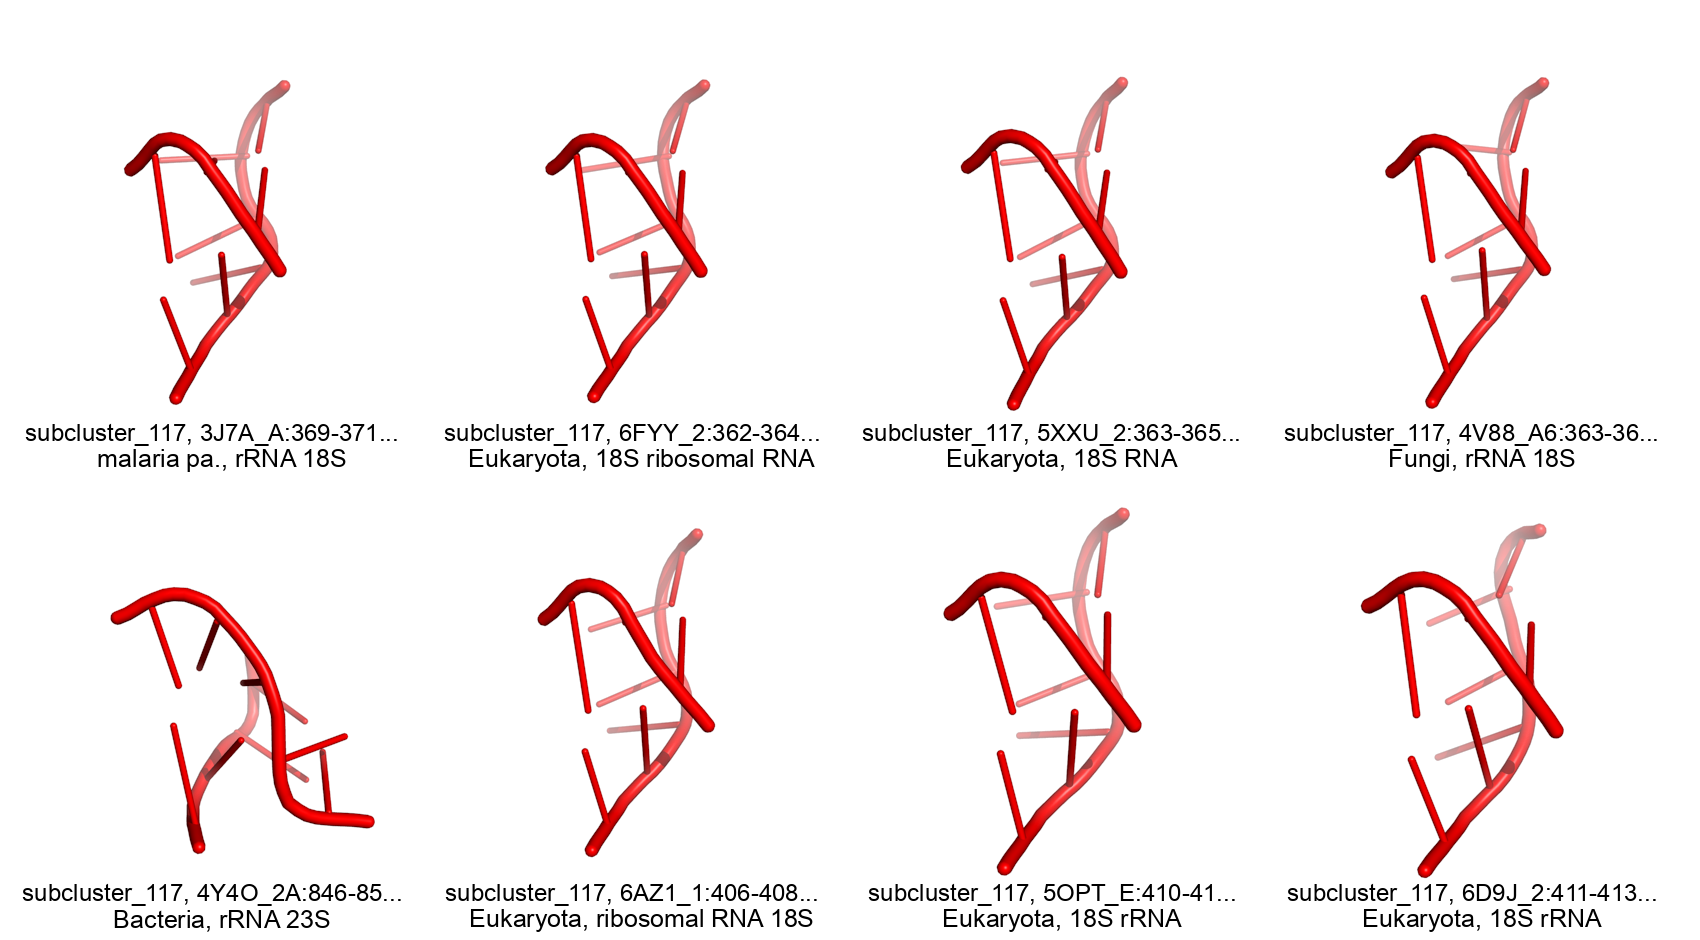 subcluster_117, 3J7A_A:369-371...
malaria pa., rRNA 18S
subcluster_117, 6FYY_2:362-364...
Eukaryota, 18S ribosomal RNA
subcluster_117, 5XXU_2:363-365...
Eukaryota, 18S RNA
subcluster_117, 4V88_A6:363-36...
Fungi, rRNA 18S
subcluster_117, 4Y4O_2A:846-85...
Bacteria, rRNA 23S
subcluster_117, 6AZ1_1:406-408...
Eukaryota, ribosomal RNA 18S
subcluster_117, 5OPT_E:410-41...
Eukaryota, 18S rRNA
subcluster_117, 6D9J_2:411-413...
Eukaryota, 18S rRNA